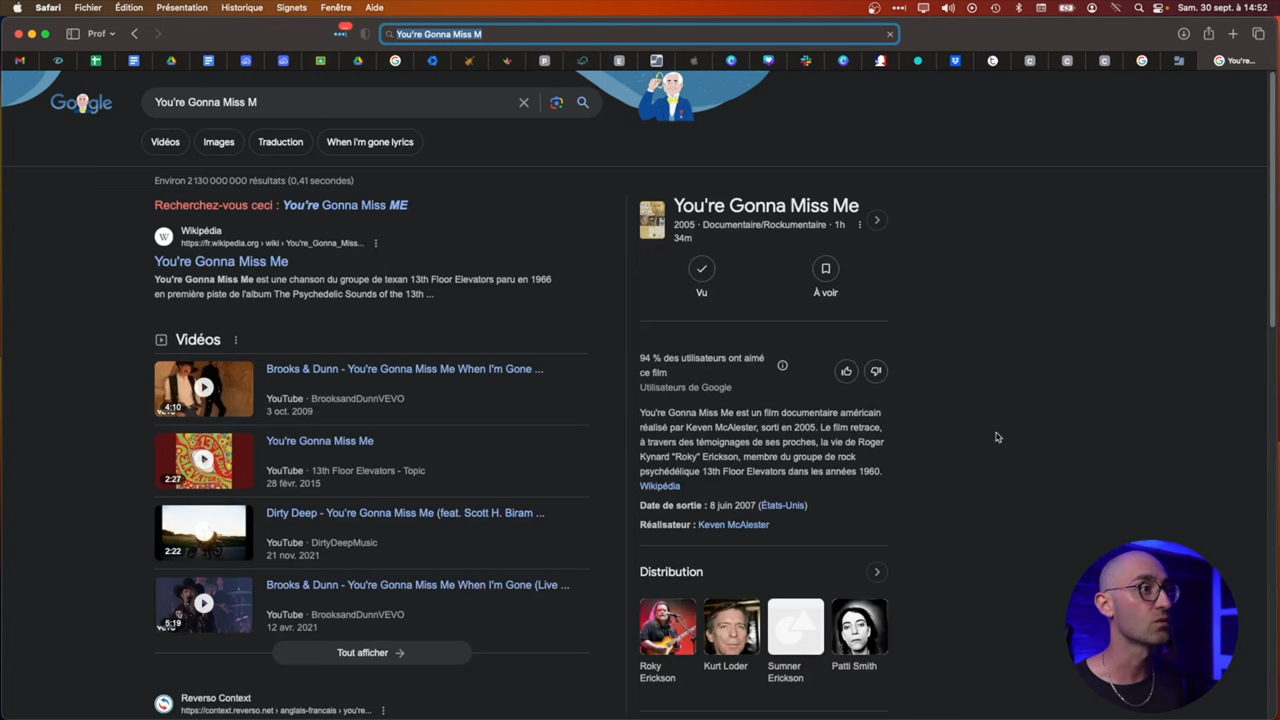 Safari Fichier Édition Présentation Historique Signets Fenêtre Aide
Sam. 30 sept. à 14:52
Prof
You're Gonna Miss M
You're...
Google
You're Gonna Miss M
Vidéos
Images
Traduction
When i'm gone lyrics
Environ 2 130 000 000 résultats (0,41 secondes)
Recherchez-vous ceci : You're Gonna Miss ME
Wikipédia
https://fr.wikipedia.org › wiki › You're_Gonna_Miss...
You're Gonna Miss Me
You're Gonna Miss Me est une chanson du groupe de texan 13th Floor Elevators paru en 1966
en première piste de l'album The Psychedelic Sounds of the 13th ...
Vidéos
4:10
Brooks & Dunn - You're Gonna Miss Me When I'm Gone ...
YouTube · BrooksandDunnVEVO
3 oct. 2009
2:27
You're Gonna Miss Me
YouTube · 13th Floor Elevators - Topic
28 févr. 2015
2:22
Dirty Deep - You're Gonna Miss Me (feat. Scott H. Biram ...
YouTube · DirtyDeepMusic
21 nov. 2021
5:19
Brooks & Dunn - You're Gonna Miss Me When I'm Gone (Live ...
YouTube · BrooksandDunnVEVO
12 avr. 2021
Tout afficher
Reverso Context
https://context.reverso.net › anglais-francais › you're...
You're Gonna Miss Me
2005 · Documentaire/Rockumentaire · 1h
34m
Vu
À voir
94 % des utilisateurs ont aimé
ce film
Utilisateurs de Google
You're Gonna Miss Me est un film documentaire américain
réalisé par Keven McAlester, sorti en 2005. Le film retrace,
à travers des témoignages de ses proches, la vie de Roger
Kynard "Roky" Erickson, membre du groupe de rock
psychédélique 13th Floor Elevators dans les années 1960.
Wikipédia
Date de sortie : 8 juin 2007 (États-Unis)
Réalisateur : Keven McAlester
Distribution
Roky
Erickson
Kurt Loder
Sumner
Erickson
Patti Smith